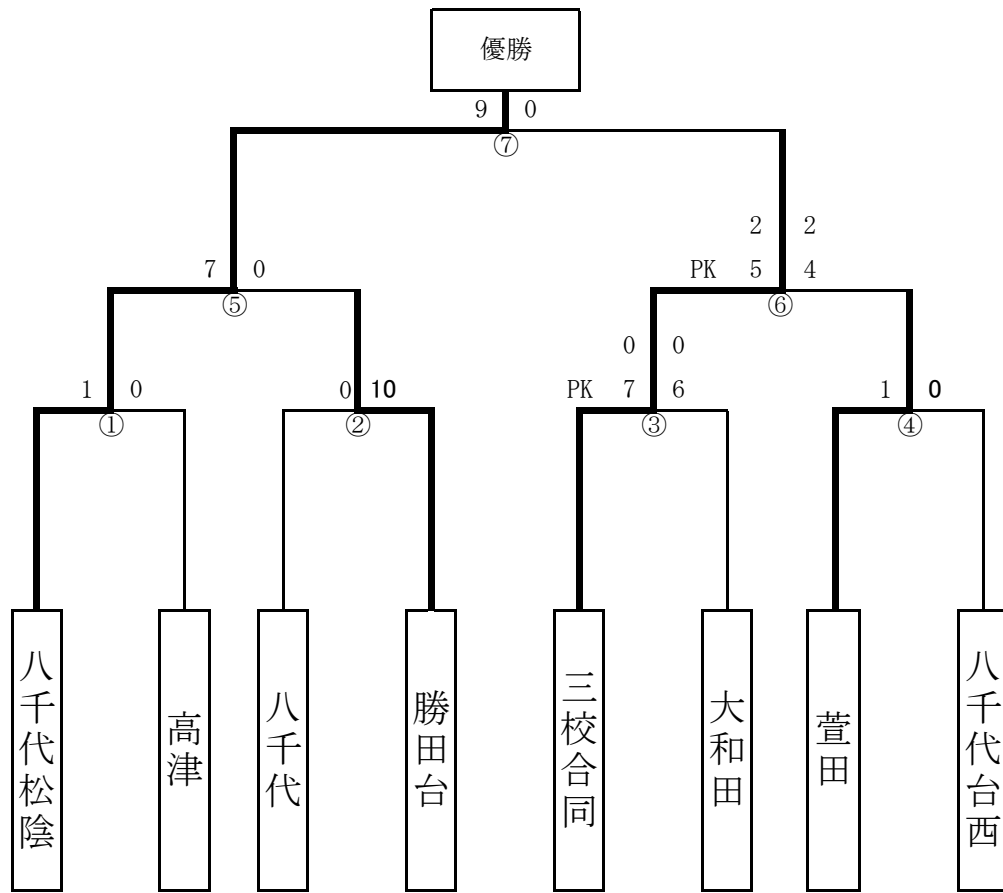 優勝
9 0
⑦
2 2
PK 5 4
7 0
⑤
⑥
0 0
1 0
0 10
PK 7 6
1 0
①
②
③
④
八千代松陰
高津
八千代
勝田台
三校合同
大和田
萱田
八千代台西